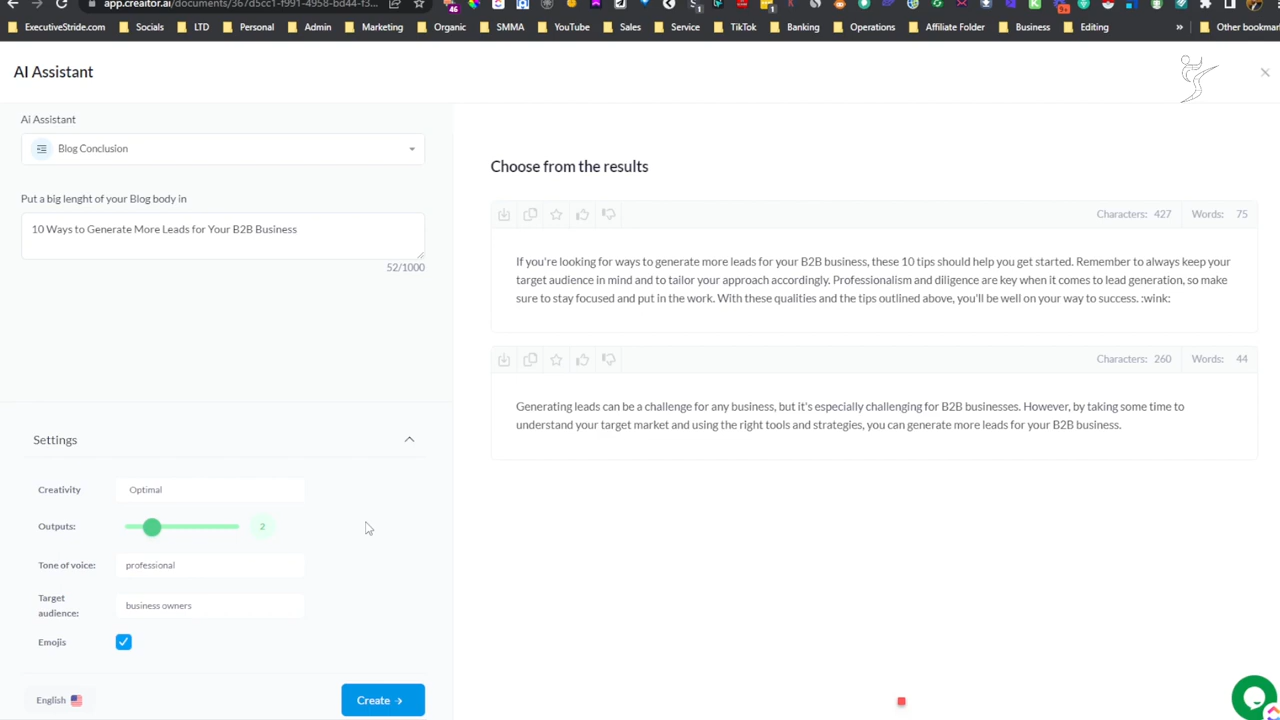 app.creaitor.ai/documents/367d5cc1-f991-4958-bd44-f3...
ExecutiveStride.com Socials LTD Personal Admin Marketing Organic SMMA YouTube Sales Service TikTok Banking Operations Affiliate Folder Business Editing » Other bookmar
AI Assistant
Ai Assistant
Blog Conclusion
Put a big lenght of your Blog body in
10 Ways to Generate More Leads for Your B2B Business
52/1000
Settings
Creativity Optimal
Outputs: 2
Tone of voice: professional
Target
audience: business owners
Emojis
English
Create →
Choose from the results
Characters: 427 Words: 75
If you're looking for ways to generate more leads for your B2B business, these 10 tips should help you get started. Remember to always keep your
target audience in mind and to tailor your approach accordingly. Professionalism and diligence are key when it comes to lead generation, so make
sure to stay focused and put in the work. With these qualities and the tips outlined above, you'll be well on your way to success. :wink:
Characters: 260 Words: 44
Generating leads can be a challenge for any business, but it's especially challenging for B2B businesses. However, by taking some time to
understand your target market and using the right tools and strategies, you can generate more leads for your B2B business.